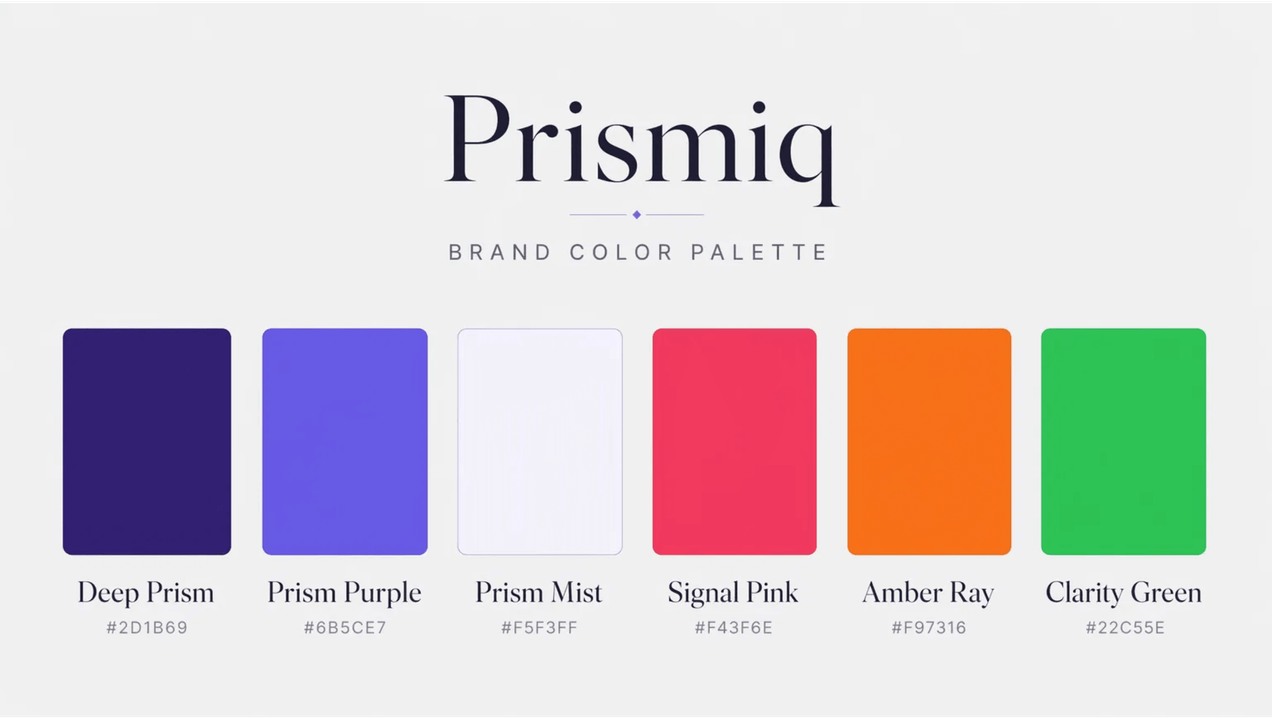 Prismiq
BRAND COLOR PALETTE
Deep Prism
#2D1B69
Prism Purple
#6B5CE7
Prism Mist
#F5F3FF
Signal Pink
#F43F6E
Amber Ray
#F97316
Clarity Green
#22C55E